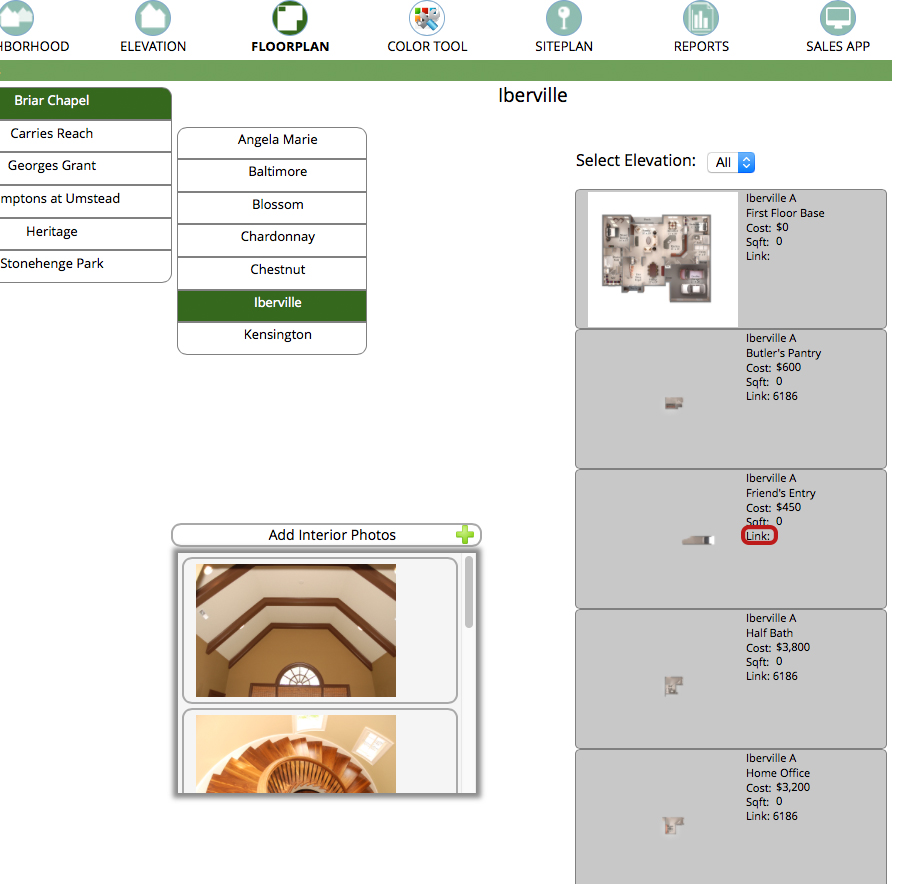 HBORHOOD
ELEVATION
FLOORPLAN
COLOR TOOL
SITEPLAN
REPORTS
SALES APP
Briar Chapel
Carries Reach
Georges Grant
mptons at Umstead
Heritage
Stonehenge Park
Angela Marie
Baltimore
Blossom
Chardonnay
Chestnut
Iberville
Kensington
Add Interior Photos
Iberville
Select Elevation: All
Iberville A
First Floor Base
Cost: $0
Sqft: 0
Link:
Iberville A
Butler's Pantry
Cost: $600
Sqft: 0
Link: 6186
Iberville A
Friend's Entry
Cost: $450
Sqft: 0
Link:
Iberville A
Half Bath
Cost: $3,800
Sqft: 0
Link: 6186
Iberville A
Home Office
Cost: $3,200
Sqft: 0
Link: 6186